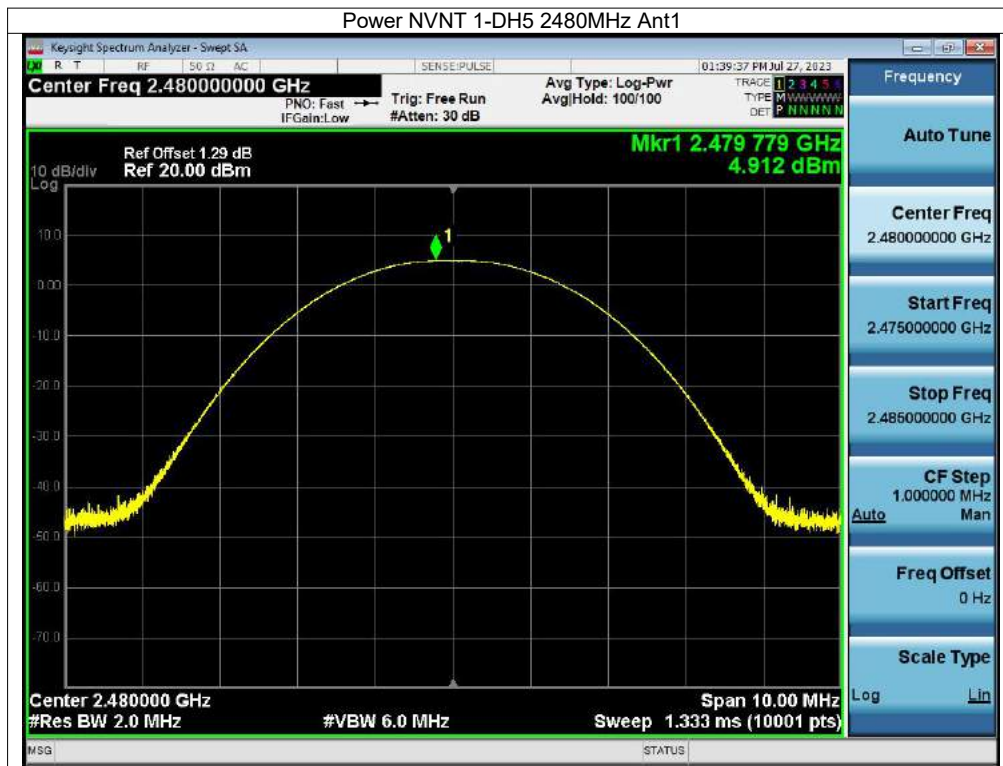 Power NVNT 1-DH5 2480MHz Ant1
Keysight Spectrum Analyzer - Swept SA
R T RF 50 Ω AC SENSE:PULSE 01:39:37 PM Jul 27, 2023
Center Freq 2.480000000 GHz
PNO: Fast
IFGain:Low
Trig: Free Run
#Atten: 30 dB
Avg Type: Log-Pwr
Avg|Hold: 100/100
TRACE 1 2 3 4 5 6
TYPE M WWWWW
DET P N N N N N
Frequency
Auto Tune
Center Freq
2.480000000 GHz
Start Freq
2.475000000 GHz
Stop Freq
2.485000000 GHz
CF Step
1.000000 MHz
Auto Man
Freq Offset
0 Hz
Scale Type
Log Lin
Mkr1 2.479 779 GHz
4.912 dBm
Ref Offset 1.29 dB
10 dB/div Ref 20.00 dBm
Log
10.0
0.00
-10.0
-20.0
-30.0
-40.0
-50.0
-60.0
-70.0
1
Center 2.480000 GHz Span 10.00 MHz
#Res BW 2.0 MHz #VBW 6.0 MHz Sweep 1.333 ms (10001 pts)
MSG STATUS